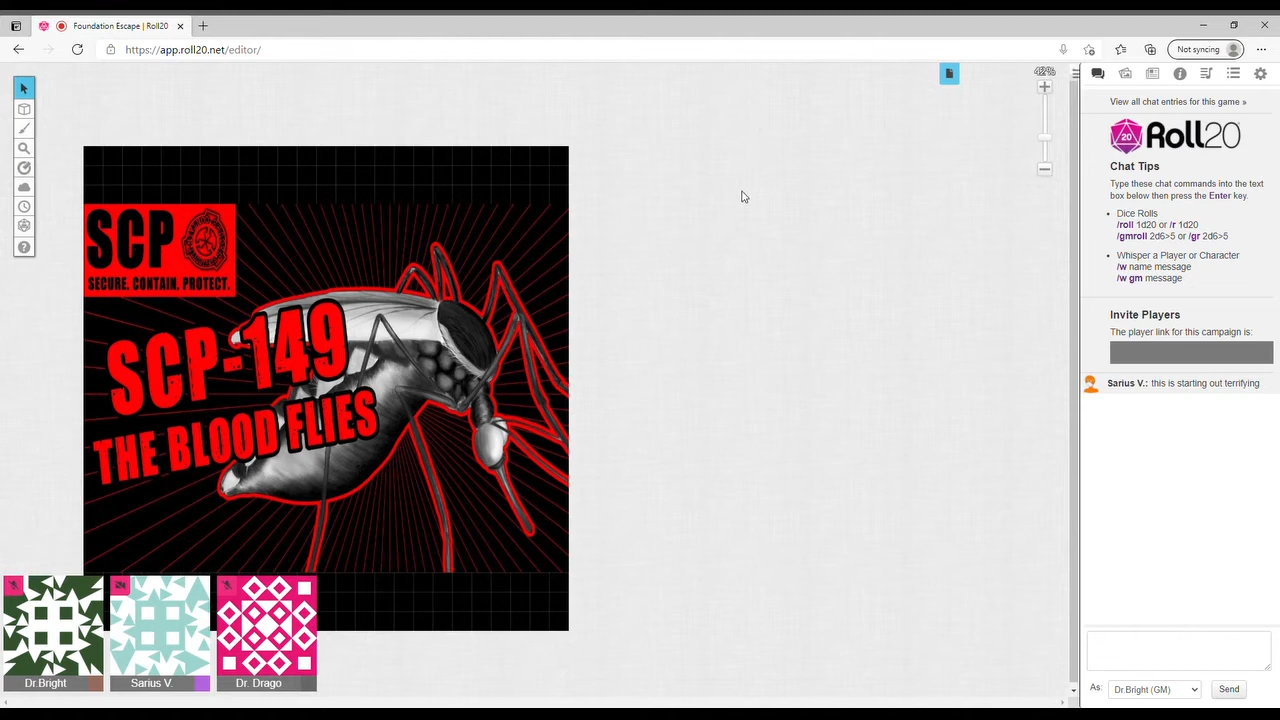 Foundation Escape | Roll20
https://app.roll20.net/editor/
Not syncing
42%
View all chat entries for this game »
20
Roll20
Chat Tips
Type these chat commands into the text
box below then press the Enter key.
Dice Rolls
/roll 1d20 or /r 1d20
/gmroll 2d6>5 or /gr 2d6>5
Whisper a Player or Character
/w name message
/w gm message
Invite Players
The player link for this campaign is:
Sarius V.: this is starting out terrifying
SCP
SECURE. CONTAIN. PROTECT.
SCP-149
THE BLOOD FLIES
Dr.Bright
Sarius V.
Dr. Drago
As:
Dr.Bright (GM)
Send